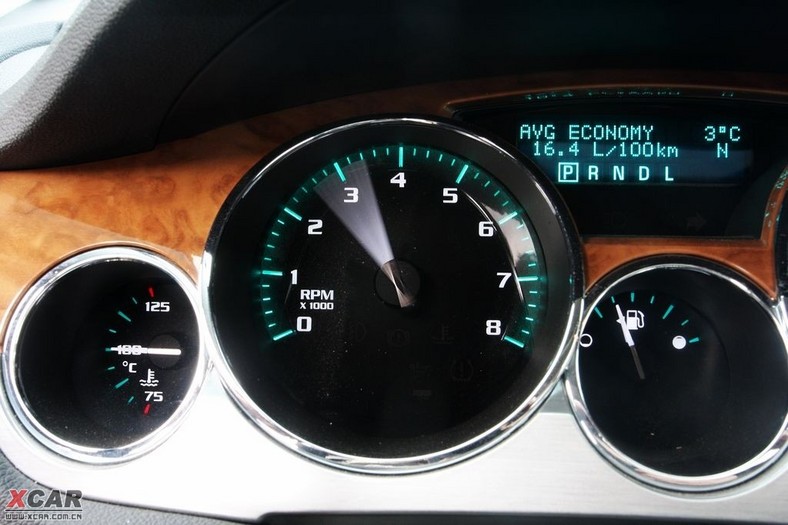 AVG ECONOMY 3°C
16.4 L/100km N
P R N D L
0
1
2
3
4
5
6
7
8
RPM
X 1000
125
100
°C
75
XCAR
WWW.XCAR.COM.CN